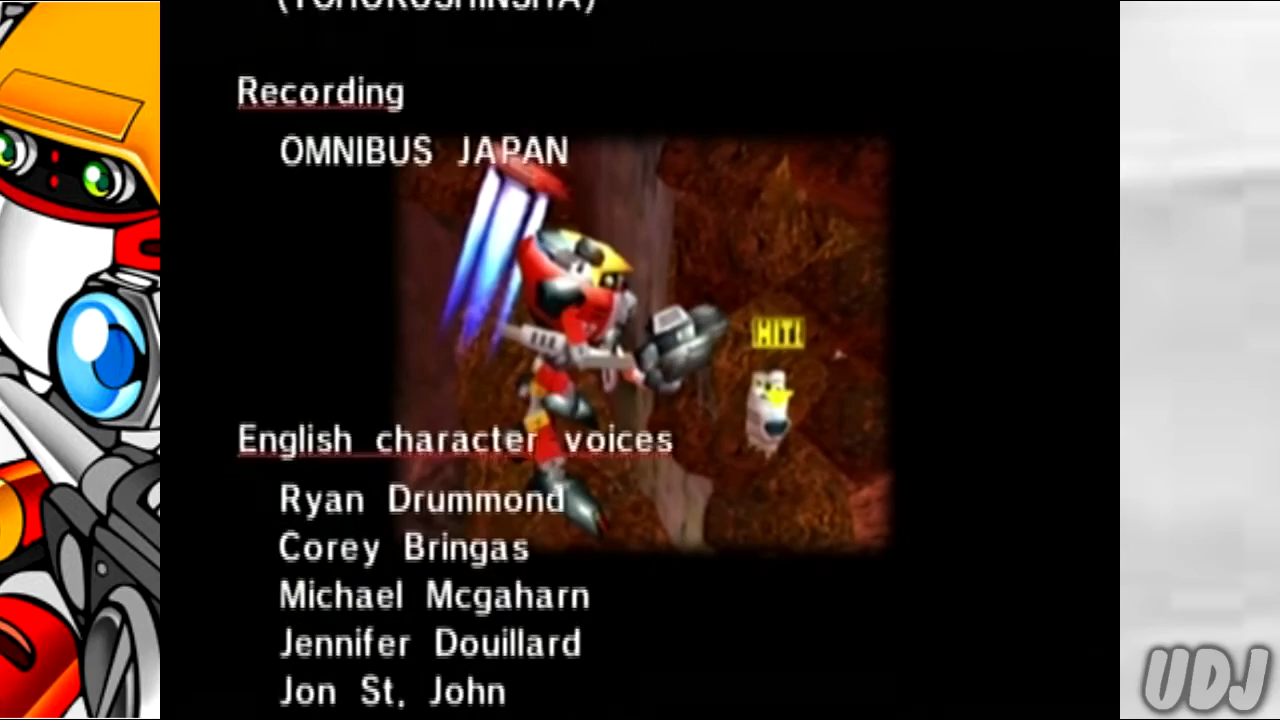 (TOHOKUSHINSHA)
Recording
OMNIBUS JAPAN
HIT!
English character voices
Ryan Drummond
Corey Bringas
Michael Mcgaharn
Jennifer Douillard
Jon St. John
UDJ